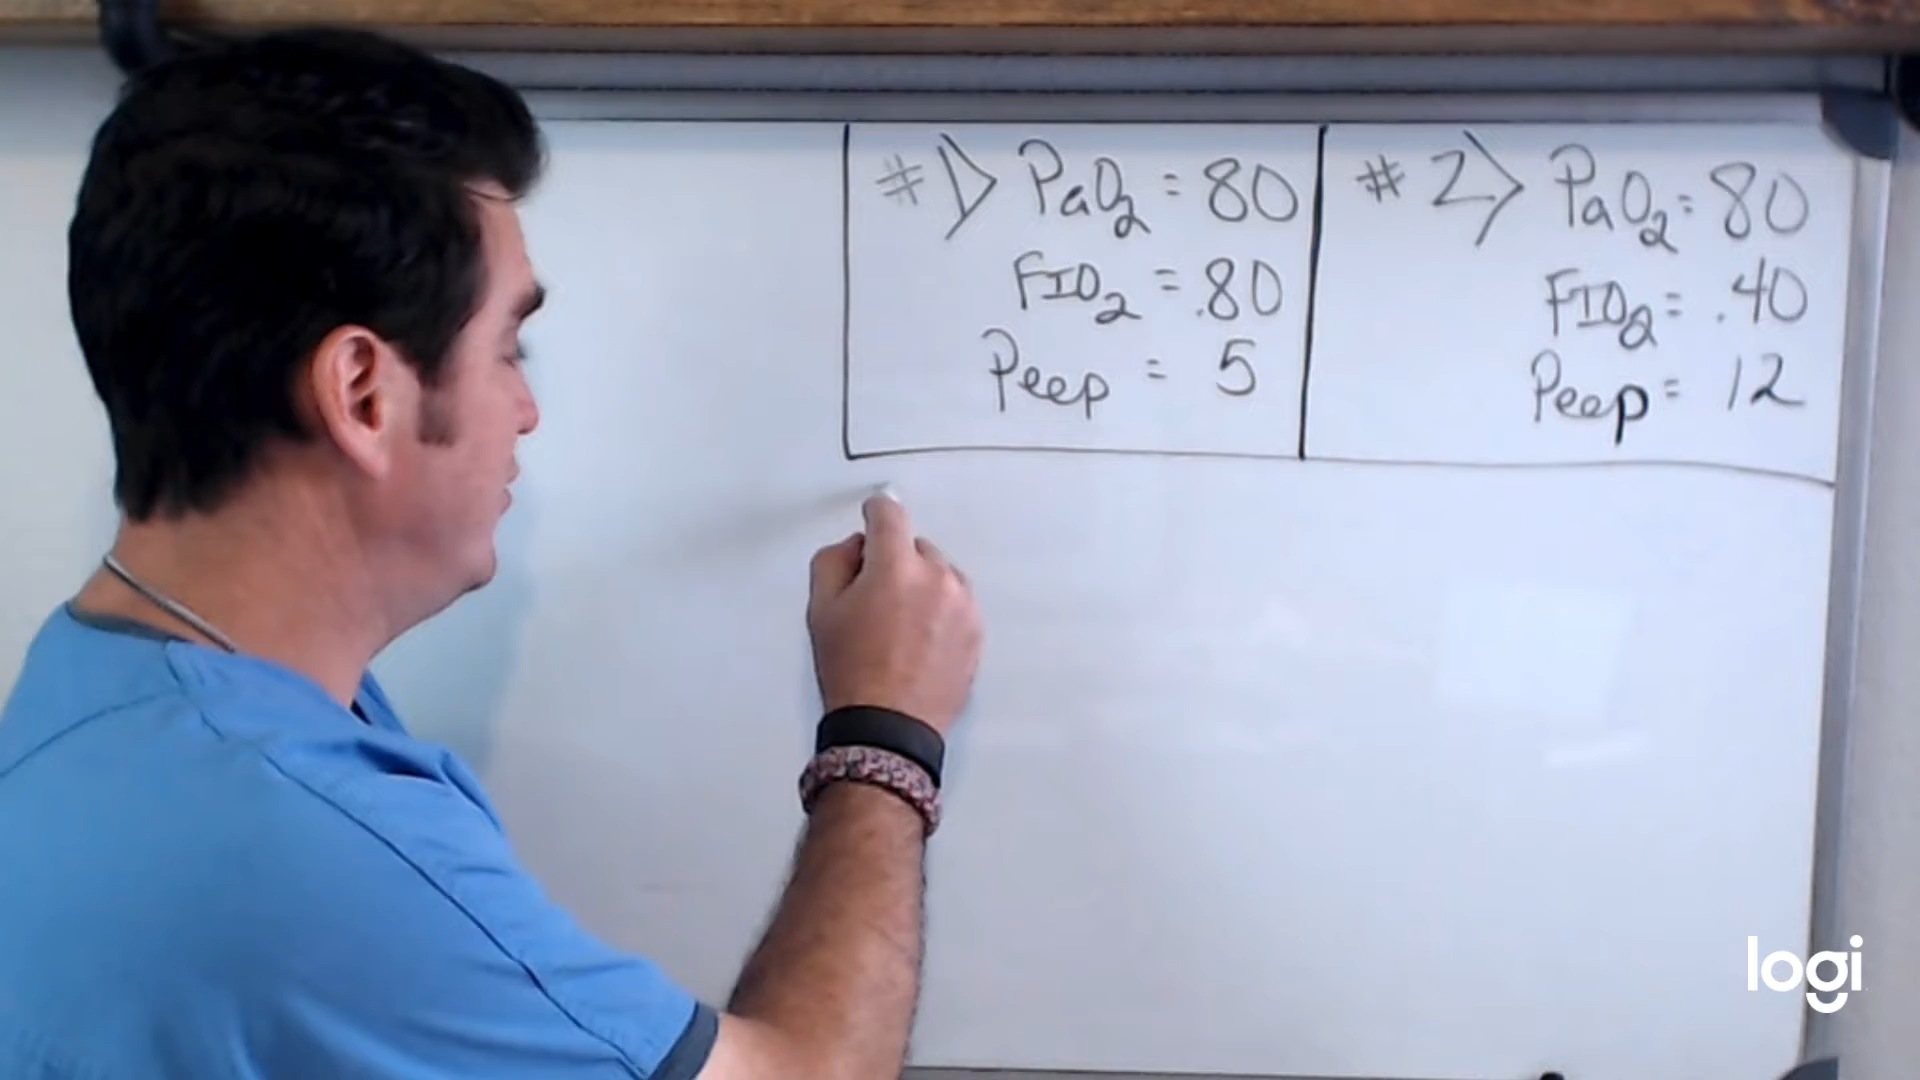 #1> PaO2 = 80
FIO2 = .80
Peep = 5
#2> PaO2 = 80
FIO2 = .40
Peep = 12
logi